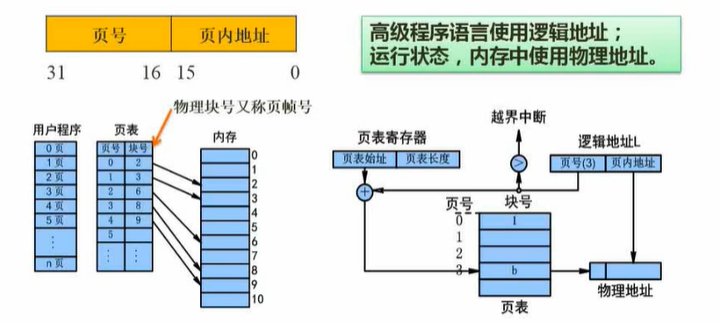 页号 页内地址
31 16 15 0
高级程序语言使用逻辑地址；
运行状态，内存中使用物理地址。
物理块号又称页帧号
用户程序
0 页
1页
2页
3页
4页
5页
⋮
n 页
页表
页号 块号
0 2
1 3
2 6
3 8
4 9
5
⋮ ⋮
内存
0
1
2
3
4
5
6
7
8
9
10
越界中断
页表寄存器
页表始址 页表长度
>
逻辑地址L
页号(3) 页内地址
+
页号 块号
0 1
1
2
3 b
页表
物理地址